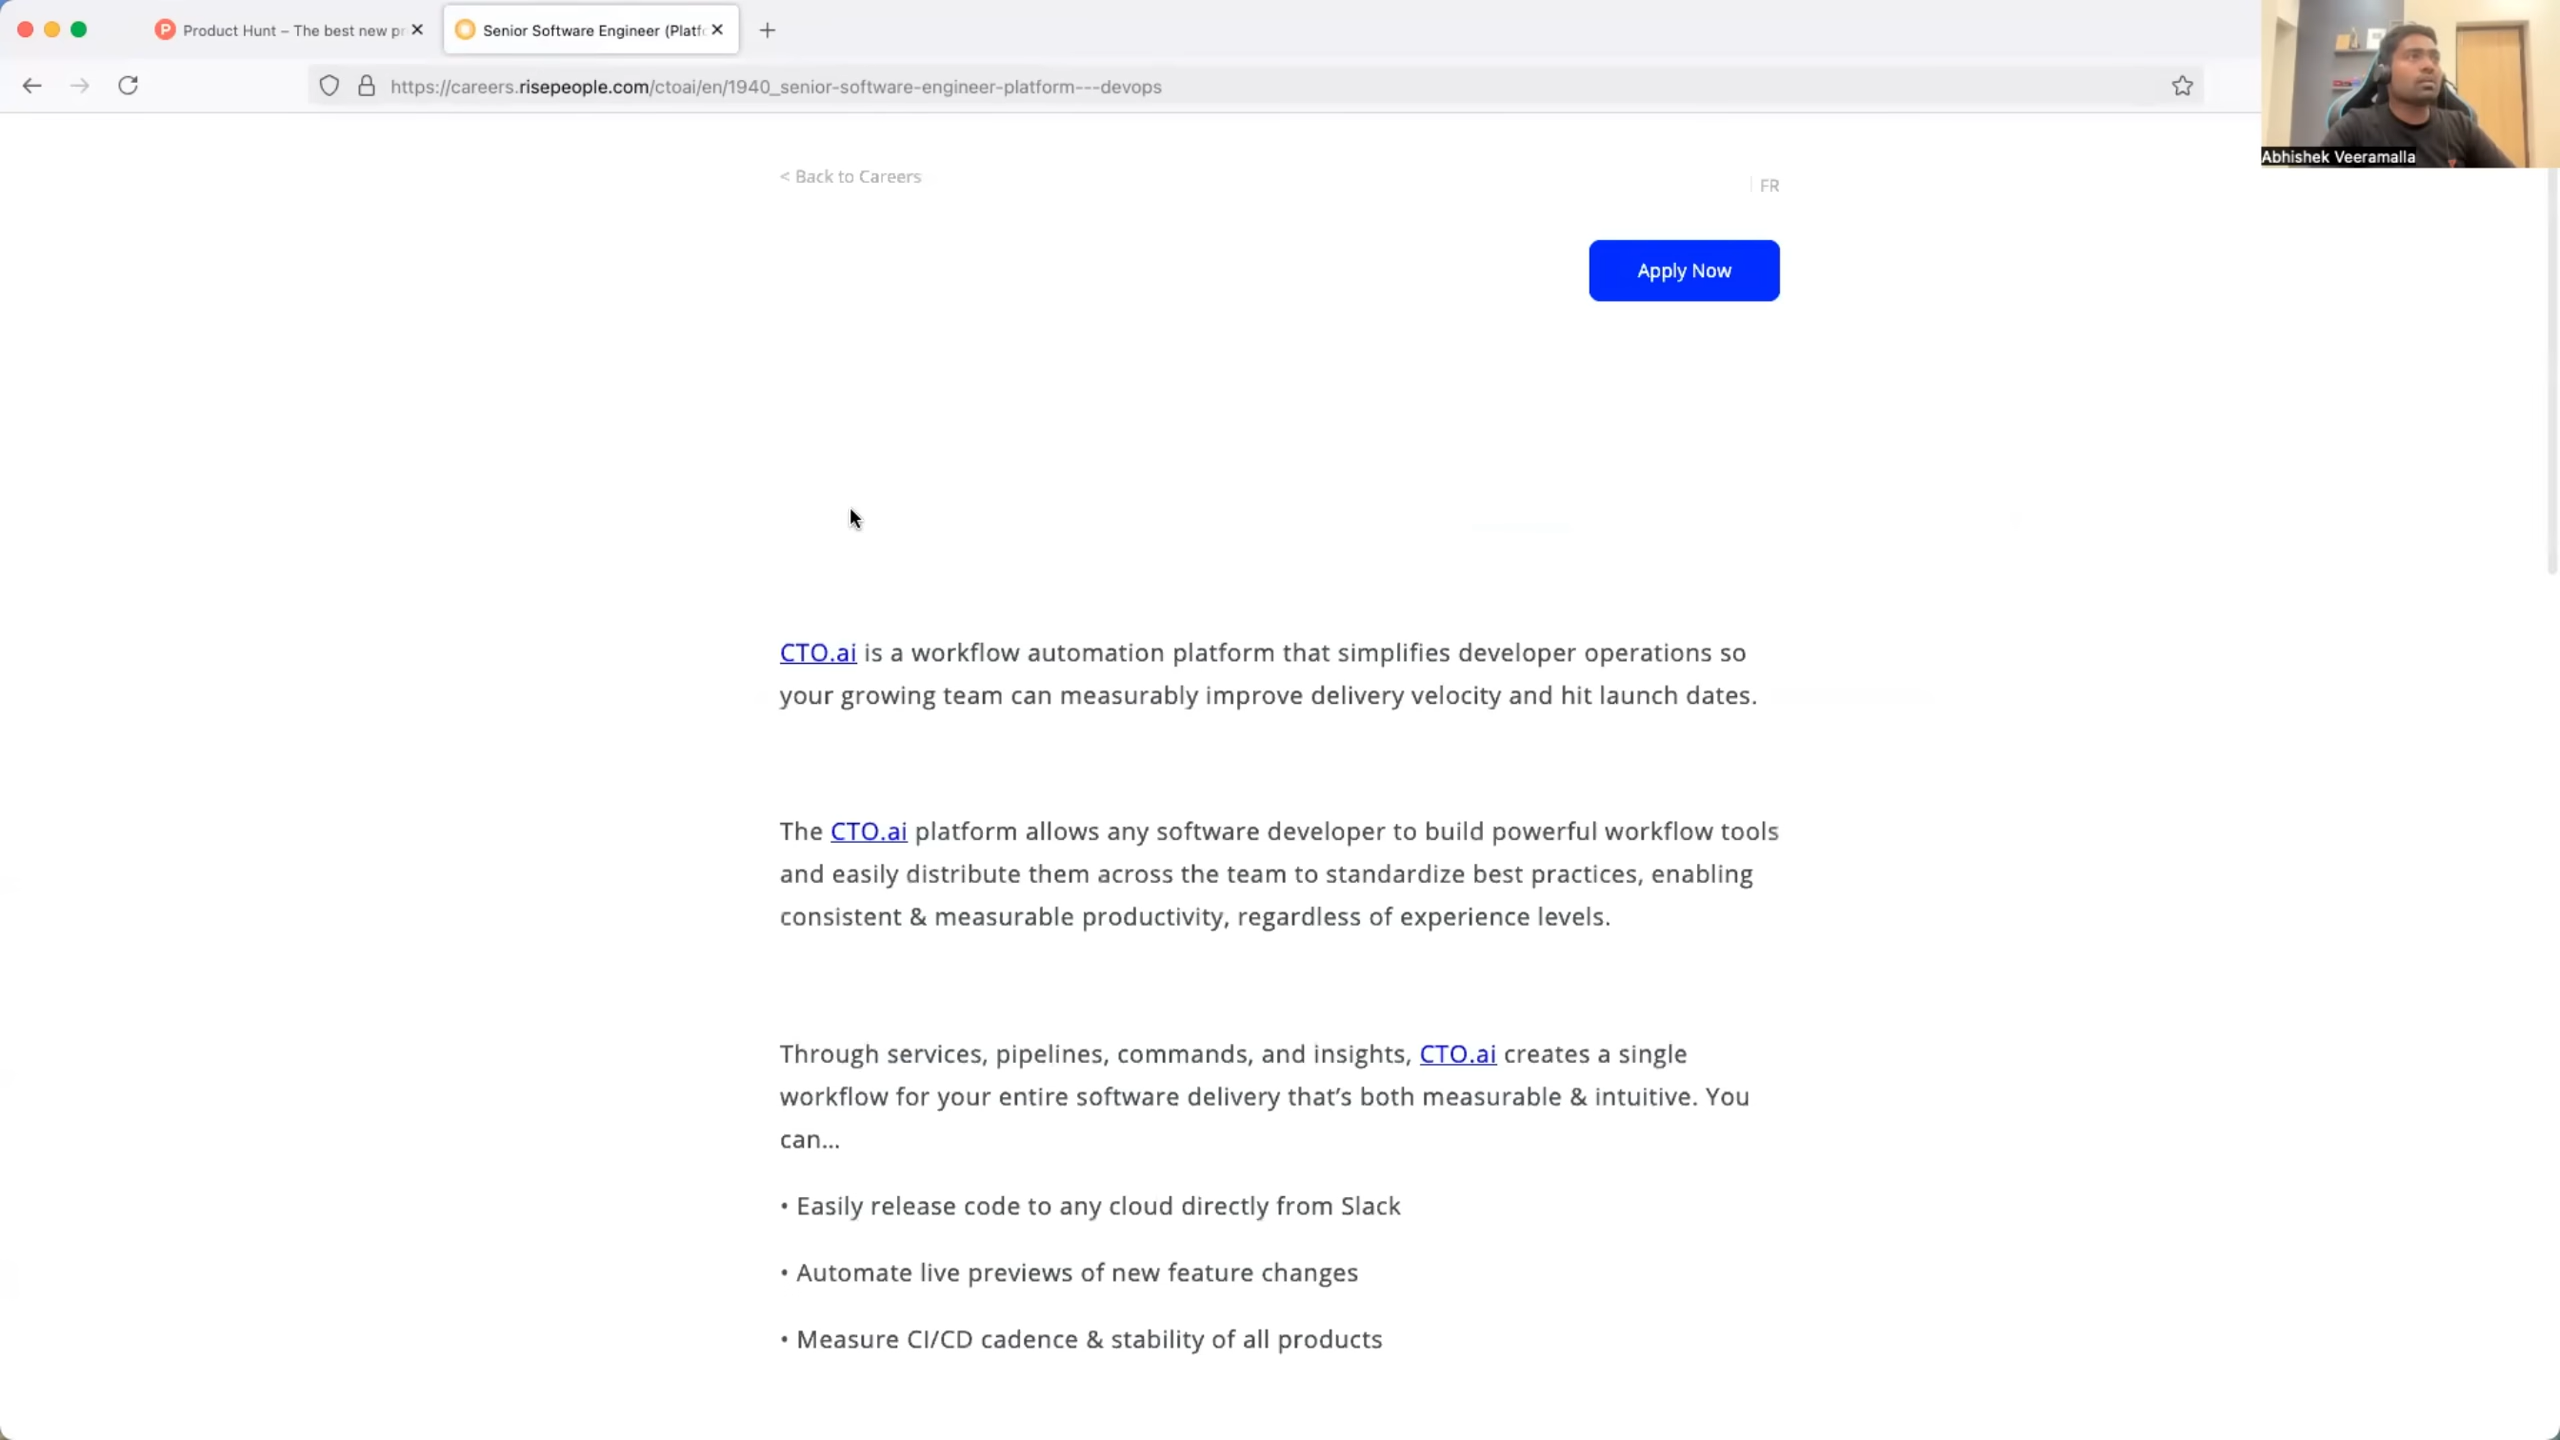 Product Hunt – The best new pr
Senior Software Engineer (Platf
https://careers.risepeople.com/ctoai/en/1940_senior-software-engineer-platform---devops
Abhishek Veeramalla
< Back to Careers
FR
Apply Now
CTO.ai is a workflow automation platform that simplifies developer operations so
your growing team can measurably improve delivery velocity and hit launch dates.
The CTO.ai platform allows any software developer to build powerful workflow tools
and easily distribute them across the team to standardize best practices, enabling
consistent & measurable productivity, regardless of experience levels.
Through services, pipelines, commands, and insights, CTO.ai creates a single
workflow for your entire software delivery that’s both measurable & intuitive. You
can...
• Easily release code to any cloud directly from Slack
• Automate live previews of new feature changes
• Measure CI/CD cadence & stability of all products